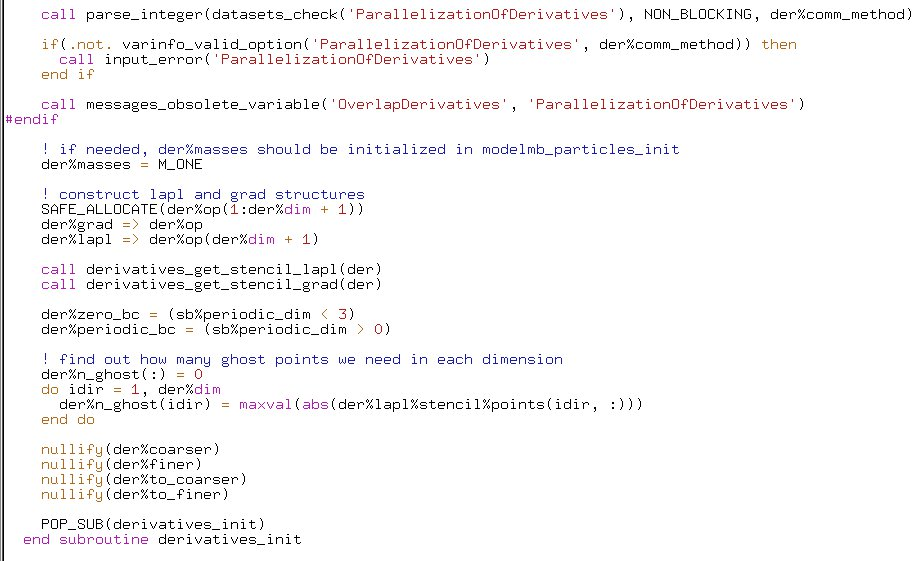 call parse_integer(datasets_check('ParallelizationOfDerivatives'), NON_BLOCKING, der%comm_method)
if(.not. varinfo_valid_option('ParallelizationOfDerivatives', der%comm_method)) then
call input_error('ParallelizationOfDerivatives')
end if
call messages_obsolete_variable('OverlapDerivatives', 'ParallelizationOfDerivatives')
#endif
! if needed, der%masses should be initialized in modelmb_particles_init
der%masses = M_ONE
! construct lapl and grad structures
SAFE_ALLOCATE(der%op(1:der%dim + 1))
der%grad => der%op
der%lapl => der%op(der%dim + 1)
call derivatives_get_stencil_lapl(der)
call derivatives_get_stencil_grad(der)
der%zero_bc = (sb%periodic_dim < 3)
der%periodic_bc = (sb%periodic_dim > 0)
! find out how many ghost points we need in each dimension
der%n_ghost(:) = 0
do idir = 1, der%dim
der%n_ghost(idir) = maxval(abs(der%lapl%stencil%points(idir, :)))
end do
nullify(der%coarser)
nullify(der%finer)
nullify(der%to_coarser)
nullify(der%to_finer)
POP_SUB(derivatives_init)
end subroutine derivatives_init